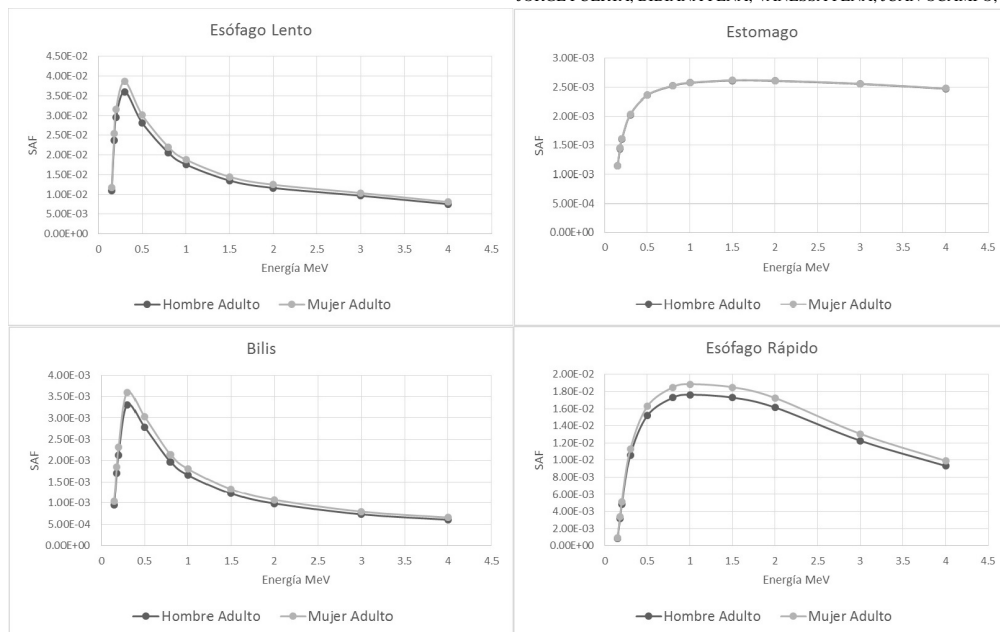 Esófago Lento
4.50E-02
4.00E-02
3.50E-02
3.00E-02
2.50E-02
2.00E-02
1.50E-02
1.00E-02
5.00E-03
0.00E+00
SAF
0 0.5 1 1.5 2 2.5 3 3.5 4 4.5
Energía MeV
Hombre Adulto Mujer Adulto
Estomago
3.00E-03
2.50E-03
2.00E-03
1.50E-03
1.00E-03
5.00E-04
0.00E+00
SAF
0 0.5 1 1.5 2 2.5 3 3.5 4 4.5
Energía MeV
Hombre Adulto Mujer Adulto
Bilis
4.00E-03
3.50E-03
3.00E-03
2.50E-03
2.00E-03
1.50E-03
1.00E-03
5.00E-04
0.00E+00
SAF
0 0.5 1 1.5 2 2.5 3 3.5 4 4.5
Energía MeV
Hombre Adulto Mujer Adulto
Esófago Rápido
2.00E-02
1.80E-02
1.60E-02
1.40E-02
1.20E-02
1.00E-02
8.00E-03
6.00E-03
4.00E-03
2.00E-03
0.00E+00
SAF
0 0.5 1 1.5 2 2.5 3 3.5 4 4.5
Energía MeV
Hombre Adulto Mujer Adulto